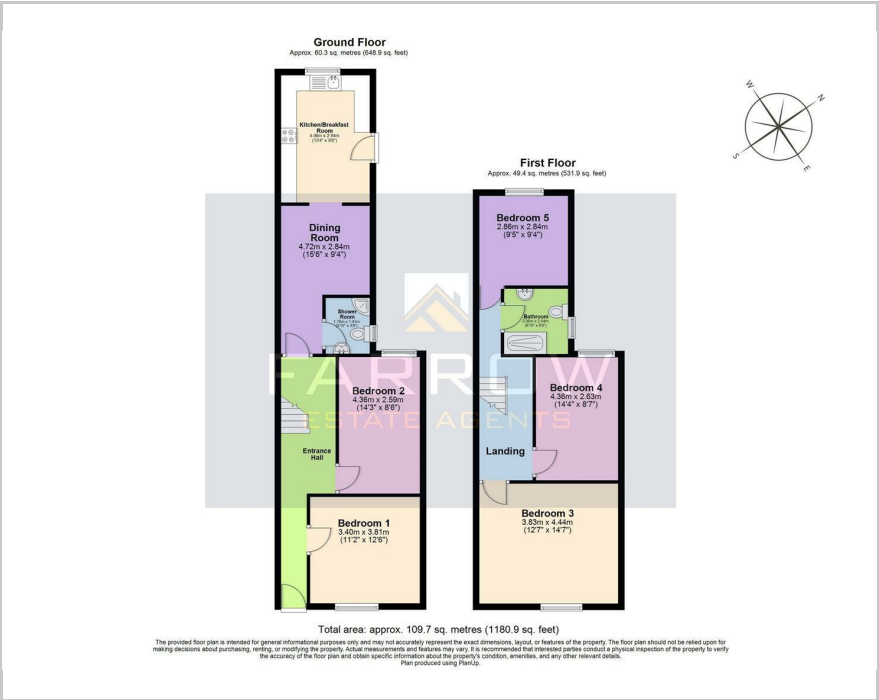 Ground Floor
Approx. 60.3 sq. metres (648.9 sq. feet)
Kitchen/Breakfast
Room
W
N
S
E
First Floor
Approx. 49.4 sq. metres (531.9 sq. feet)
Dining
Room
4.72m x 2.84m
(15'6" x 9'4")
Bedroom 5
2.86m x 2.84m
(9'5" x 9'4")
Shower
Room
Bathroom
FARROW
ESTATE AGENTS
Bedroom 2
4.36m x 2.59m
(14'3" x 8'6")
Bedroom 4
4.36m x 2.63m
(14'4" x 8'7")
Entrance
Hall
Landing
Bedroom 1
3.40m x 3.81m
(11'2" x 12'6")
Bedroom 3
3.83m x 4.44m
(12'7" x 14'7")
Total area: approx. 109.7 sq. metres (1180.9 sq. feet)
The provided floor plan is intended for general informational purposes only and may not accurately represent the exact dimensions, layout, or features of the property. The floor plan should not be relied upon for
making decisions about purchasing, renting, or modifying the property. Actual measurements and features may vary. It is recommended that interested parties conduct a physical inspection of the property to verify
the accuracy of the floor plan and obtain specific information about the property's condition, amenities, and any other relevant details.
Plan produced using PlanUp.